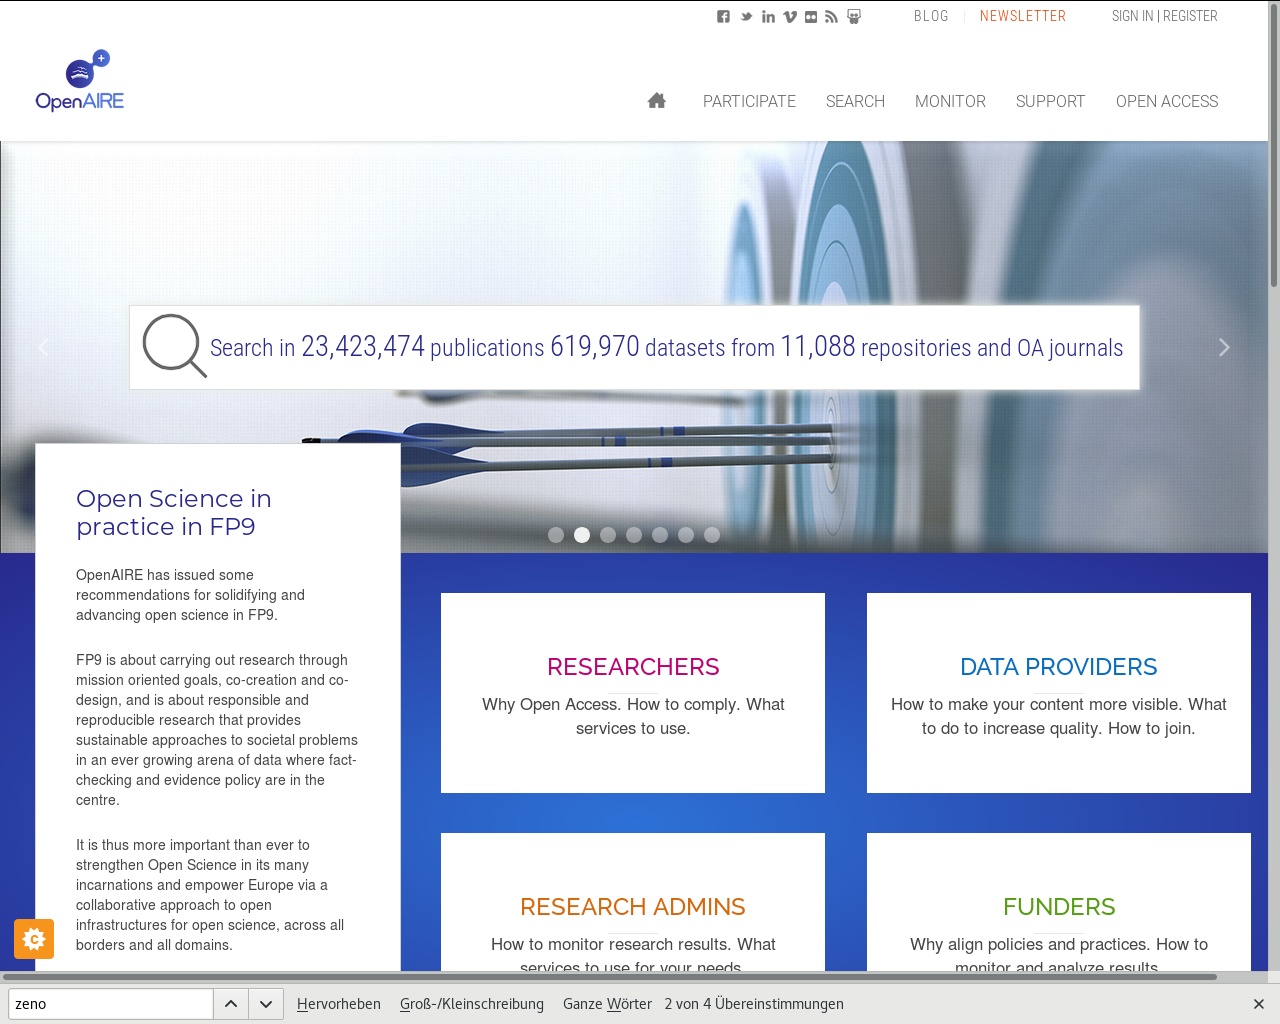 BLOG
NEWSLETTER
SIGN IN | REGISTER
OpenAIRE
PARTICIPATE
SEARCH
MONITOR
SUPPORT
OPEN ACCESS
Search in 23,423,474 publications 619,970 datasets from 11,088 repositories and OA journals
Open Science in
practice in FP9
OpenAIRE has issued some
recommendations for solidifying and
advancing open science in FP9.
FP9 is about carrying out research through
mission oriented goals, co-creation and co-
design, and is about responsible and
reproducible research that provides
sustainable approaches to societal problems
in an ever growing arena of data where fact-
checking and evidence policy are in the
centre.
It is thus more important than ever to
strengthen Open Science in its many
incarnations and empower Europe via a
collaborative approach to open
infrastructures for open science, across all
borders and all domains.
RESEARCHERS
Why Open Access. How to comply. What
services to use.
DATA PROVIDERS
How to make your content more visible. What
to do to increase quality. How to join.
RESEARCH ADMINS
How to monitor research results. What
services to use for your needs
FUNDERS
Why align policies and practices. How to
monitor and analyze results
zeno
Hervorheben
Groß-/Kleinschreibung
Ganze Wörter
2 von 4 Übereinstimmungen